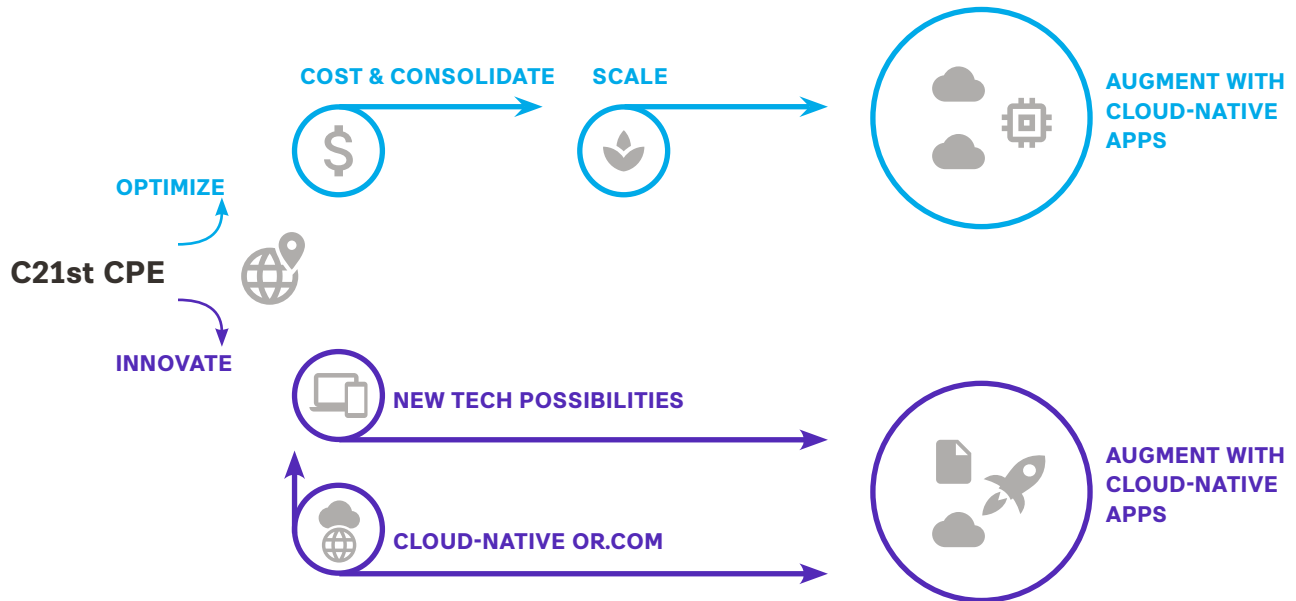 COST & CONSOLIDATE
SCALE
AUGMENT WITH
CLOUD-NATIVE
APPS
OPTIMIZE
C21st CPE
INNOVATE
NEW TECH POSSIBILITIES
CLOUD-NATIVE OR.COM
AUGMENT WITH
CLOUD-NATIVE
APPS